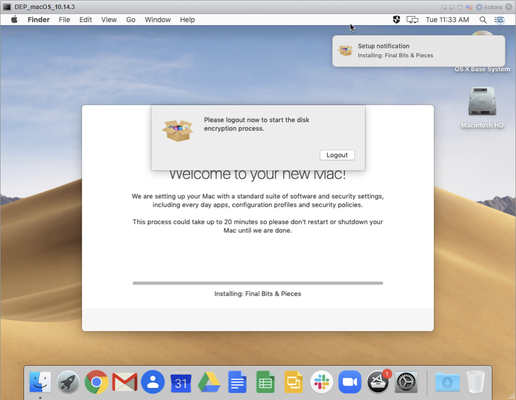 DEP_macOS_10.14.3
Actions
Finder File Edit View Go Window Help
Tue 11:33 AM
Setup notification
Installing: Final Bits & Pieces
OS X Base System
Macintosh HD
Please logout now to start the disk
encryption process.
Logout
Welcome to your new Mac!
We are setting up your Mac with a standard suite of software and security settings,
including every day apps, configuration profiles and security policies.
This process could take up to 20 minutes so please don't restart or shutdown your
Mac until we are done.
Installing: Final Bits & Pieces
31
1